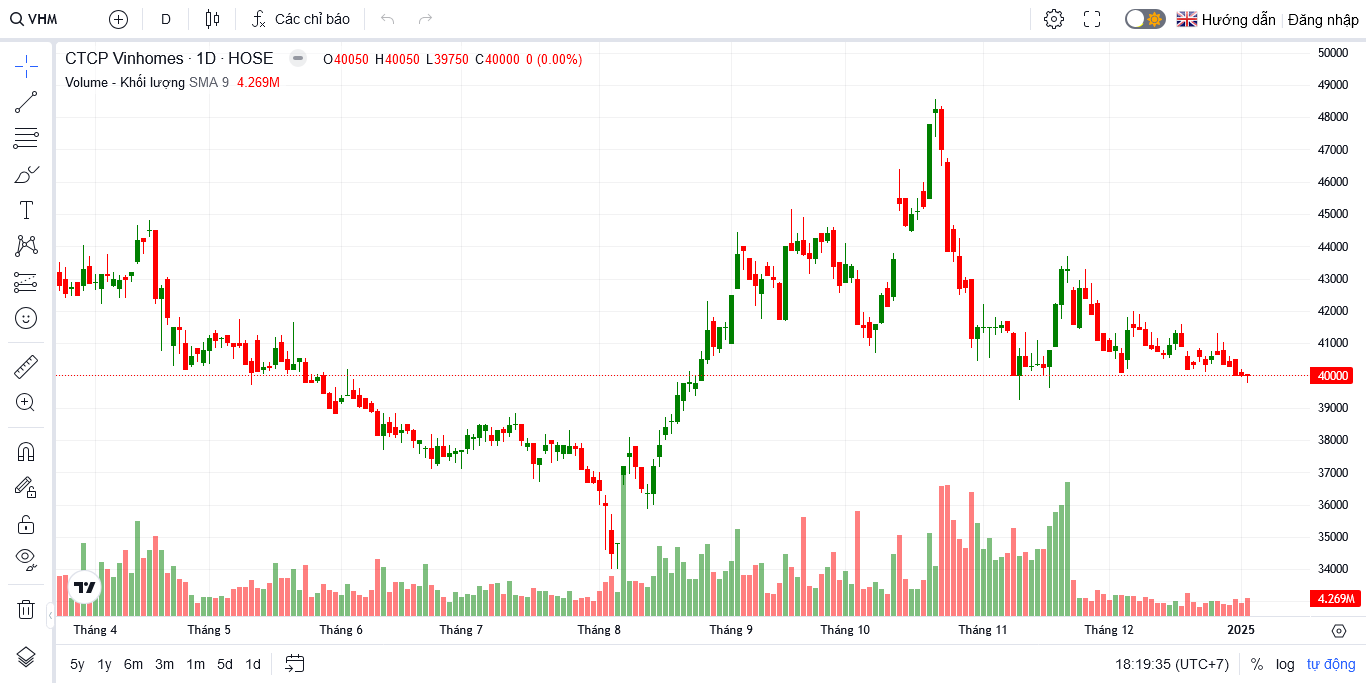 VHM D Các chỉ báo Hướng dẫn Đăng nhập
CTCP Vinhomes · 1D · HOSE O40050 H40050 L39750 C40000 0 (0.00%)
Volume - Khối lượng SMA 9 4.269M
50000
49000
48000
47000
46000
45000
44000
43000
42000
41000
40000
39000
38000
37000
36000
35000
34000
4.269M
Tháng 4 Tháng 5 Tháng 6 Tháng 7 Tháng 8 Tháng 9 Tháng 10 Tháng 11 Tháng 12 2025
5y 1y 6m 3m 1m 5d 1d 18:19:35 (UTC+7) % log tự động